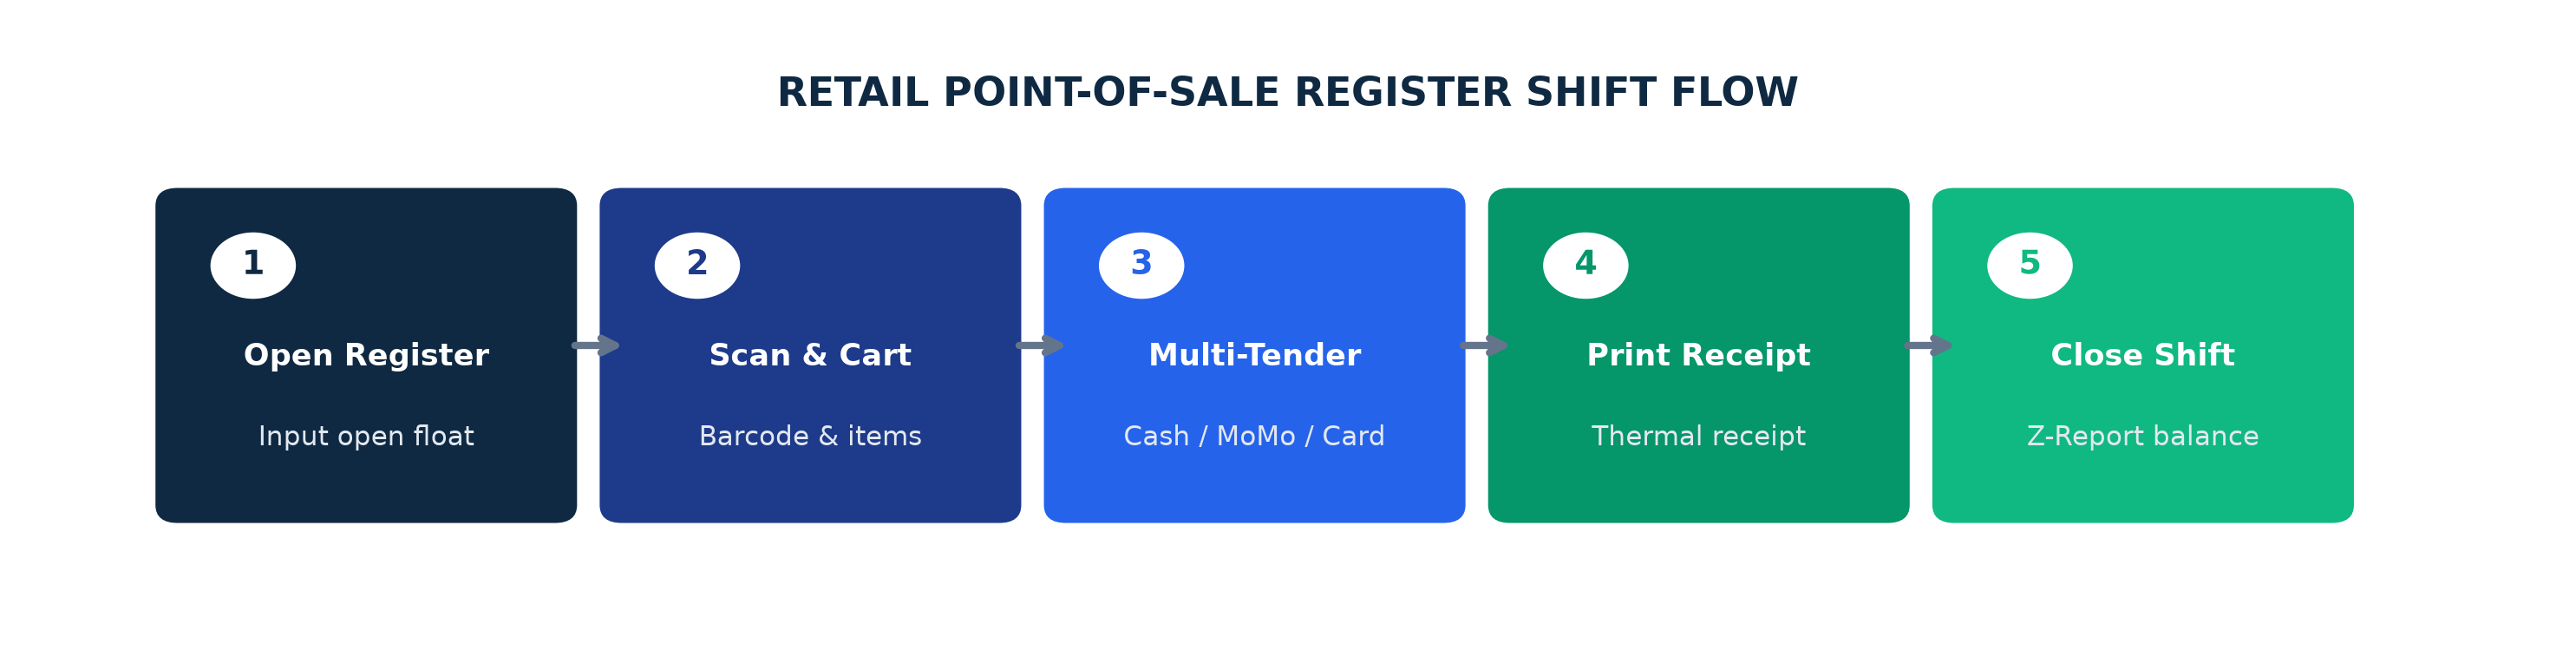 RETAIL POINT-OF-SALE REGISTER SHIFT FLOW
1
Open Register
Input open float
2
Scan & Cart
Barcode & items
3
Multi-Tender
Cash / MoMo / Card
4
Print Receipt
Thermal receipt
5
Close Shift
Z-Report balance